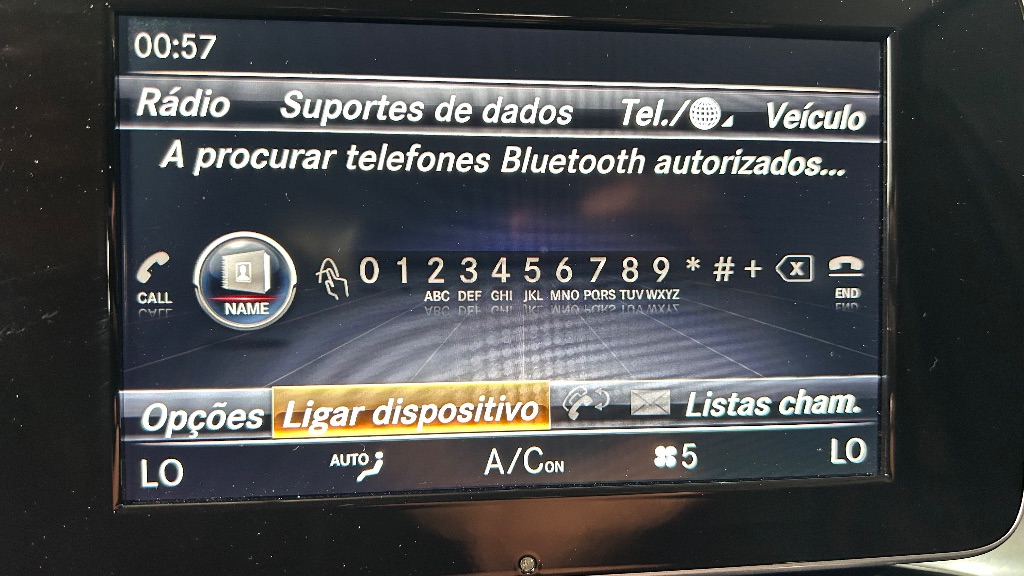 00:57
Rádio Suportes de dados Tel./ Veículo
A procurar telefones Bluetooth autorizados...
CALL NAME 0 1 2 3 4 5 6 7 8 9 * # + X END
ABC DEF GHI JKL MNO PQRS TUV WXYZ
Opções Ligar dispositivo Listas cham.
LO AUTO A/C ON 5 LO